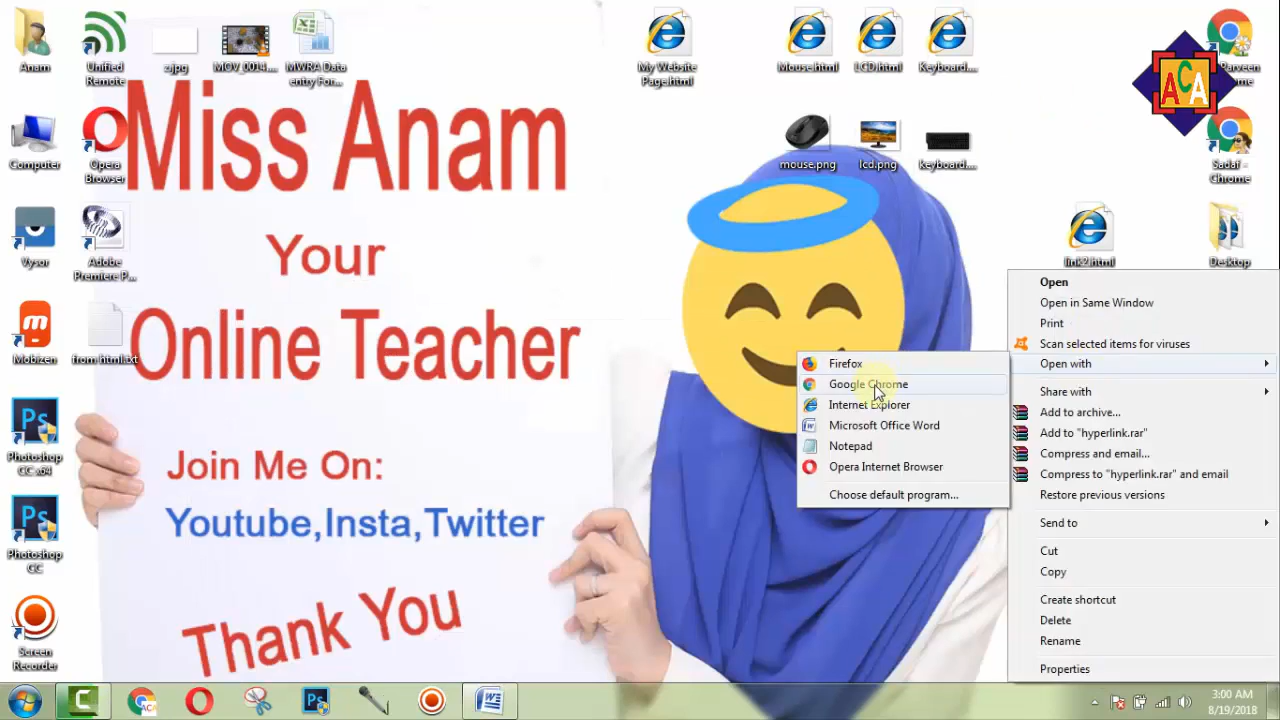 Anam
Unified
Remote
z.jpg
MOV_0014....
MWRA Data
entry For...
My Website
Page.html
Mouse.html
LCD.html
Keyboard....
Parveen
ACA
Computer
Opera
Browser
mouse.png
lcd.png
keyboard....
Sadaf -
Chrome
Miss Anam
Your
Online Teacher
Join Me On:
Youtube,Insta,Twitter
Thank You
Vysor
Adobe
Premiere P...
link2.html
Desktop
Mobizen
from html.txt
Photoshop
CC x64
Photoshop
CC
Screen
Recorder
Open
Open in Same Window
Print
Scan selected items for viruses
Open with
Share with
Add to archive...
Add to "hyperlink.rar"
Compress and email...
Compress to "hyperlink.rar" and email
Restore previous versions
Send to
Cut
Copy
Create shortcut
Delete
Rename
Properties
Firefox
Google Chrome
Internet Explorer
Microsoft Office Word
Notepad
Opera Internet Browser
Choose default program...
3:00 AM
8/19/2018